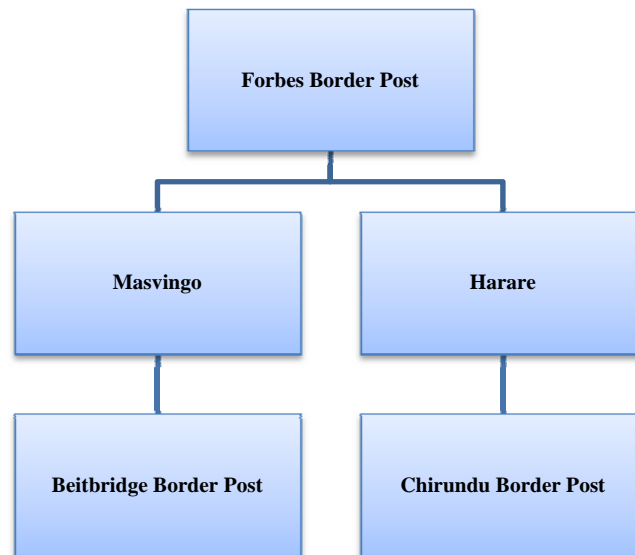 Forbes Border Post
Masvingo
Harare
Beitbridge Border Post
Chirundu Border Post